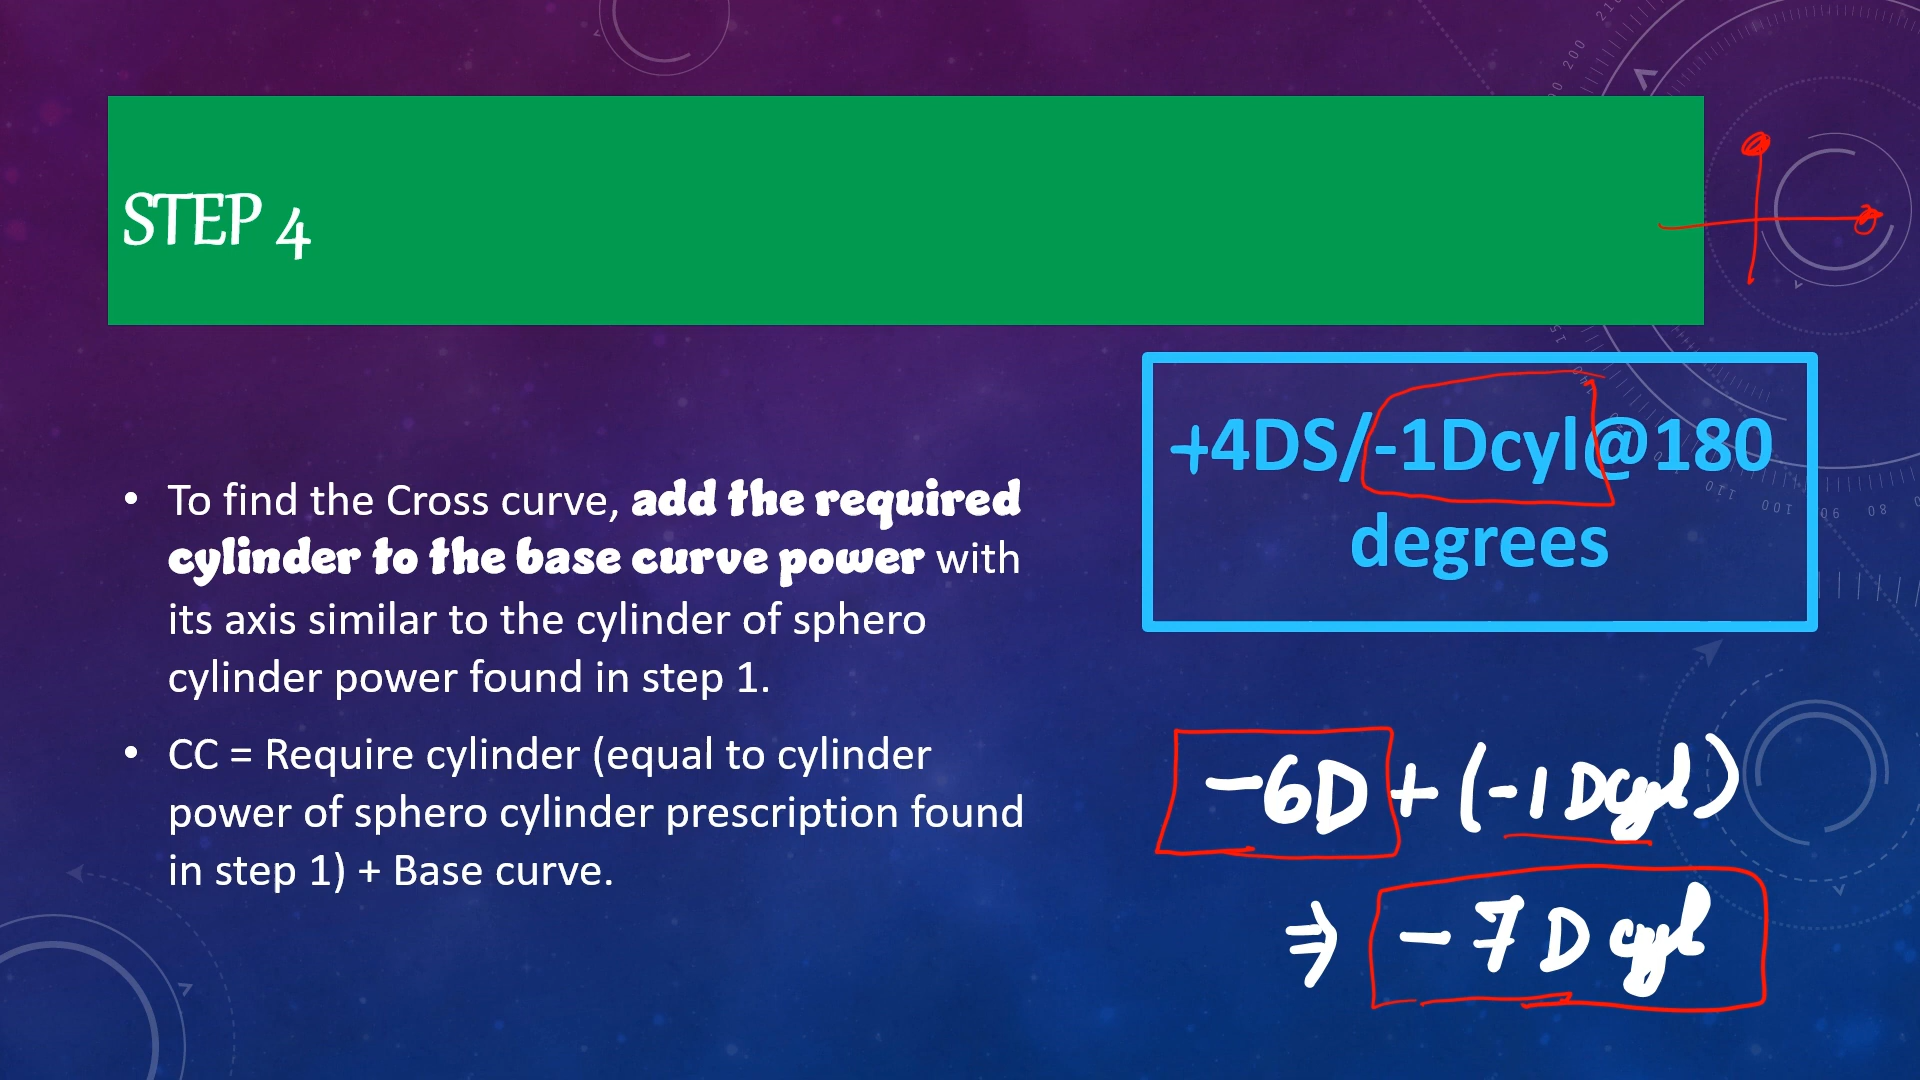 STEP 4
• To find the Cross curve, add the required
cylinder to the base curve power with
its axis similar to the cylinder of sphero
cylinder power found in step 1.
• CC = Require cylinder (equal to cylinder
power of sphero cylinder prescription found
in step 1) + Base curve.
+4DS/-1Dcyl@180
degrees
-6D + (-1 Dcyl)
⇒ -7 D cyl